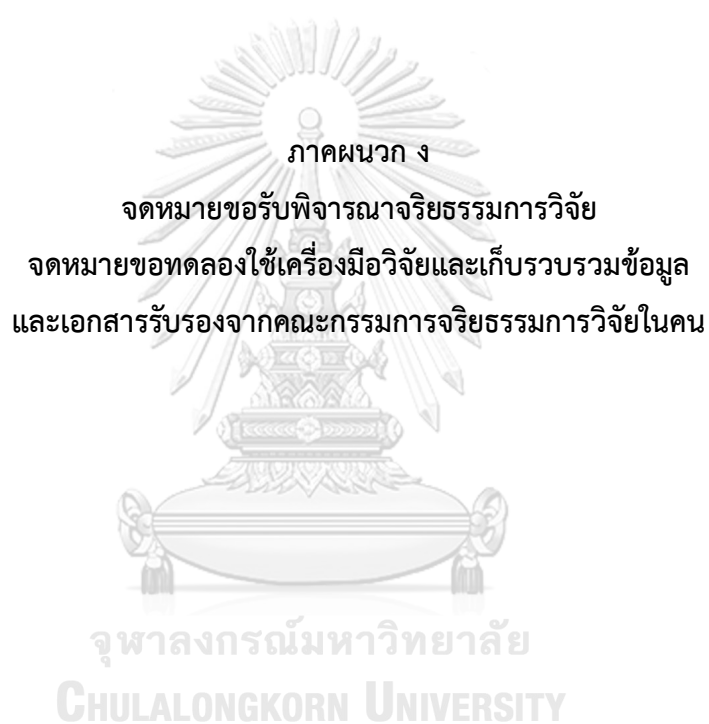 ภาคผนวก ง
จดหมายขอรับพิจารณาจริยธรรมการวิจัย
จดหมายขอทดลองใช้เครื่องมือวิจัยและเก็บรวบรวมข้อมูล
และเอกสารรับรองจากคณะกรรมการจริยธรรมการวิจัยในคน
จุฬาลงกรณ์มหาวิทยาลัย
CHULALONGKORN UNIVERSITY